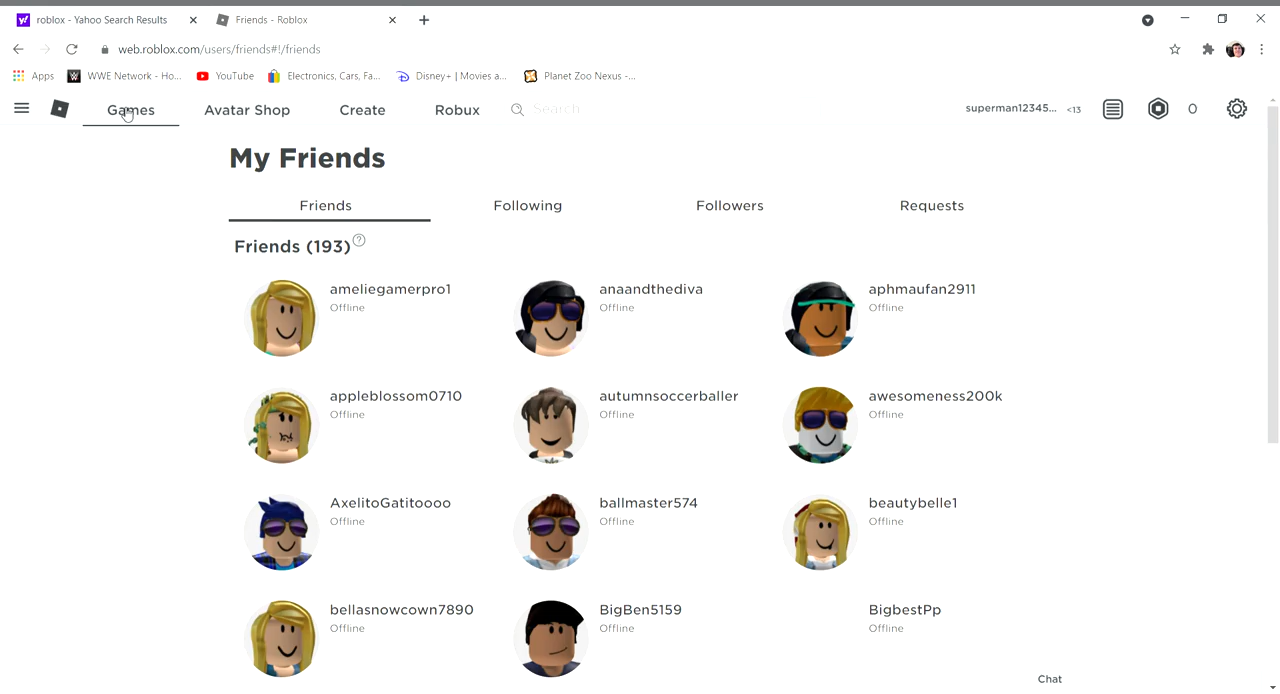 roblox - Yahoo Search Results
Friends - Roblox
web.roblox.com/users/friends#!/friends
Apps
WWE Network - Ho...
YouTube
Electronics, Cars, Fa...
Disney+ | Movies a...
Planet Zoo Nexus -...
Games
Avatar Shop
Create
Robux
Search
superman12345... <13
0
My Friends
Friends
Following
Followers
Requests
Friends (193)
?
ameliegamerpro1
Offline
anaandthediva
Offline
aphmaufan2911
Offline
appleblossom0710
Offline
autumnsoccerballer
Offline
awesomeness200k
Offline
AxelitoGatitoooo
Offline
ballmaster574
Offline
beautybelle1
Offline
bellasnowcown7890
Offline
BigBen5159
Offline
BigbestPp
Offline
Chat